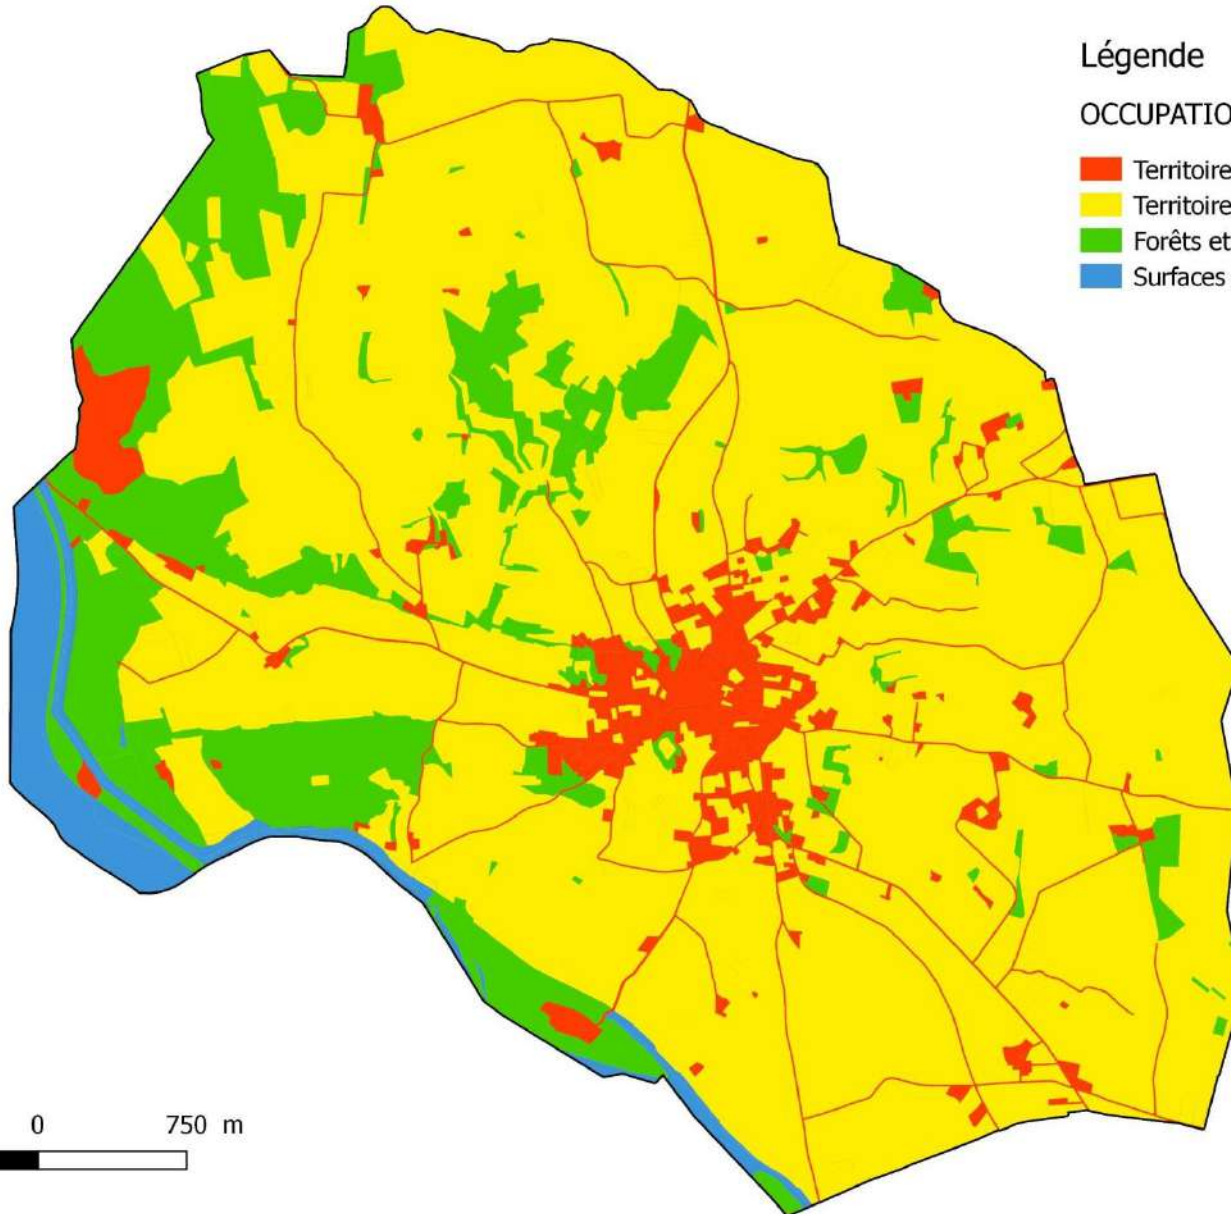 Légende
OCCUPATIO
Territoire
Territoire
Forêts et
Surfaces
0 750 m